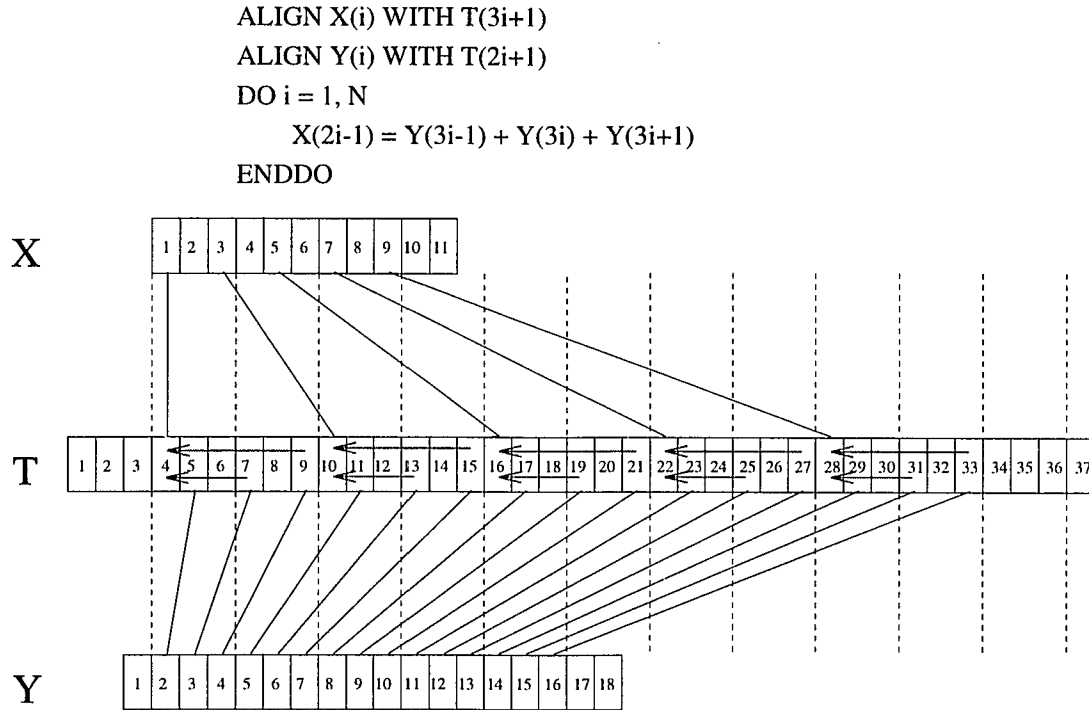 ALIGN X(i) WITH T(3i+1)
ALIGN Y(i) WITH T(2i+1)
DO i = 1, N
X(2i-1) = Y(3i-1) + Y(3i) + Y(3i+1)
ENDDO
X 1 2 3 4 5 6 7 8 9 10 11
T 1 2 3 4 5 6 7 8 9 10 11 12 13 14 15 16 17 18 19 20 21 22 23 24 25 26 27 28 29 30 31 32 33 34 35 36 37
Y 1 2 3 4 5 6 7 8 9 10 11 12 13 14 15 16 17 18